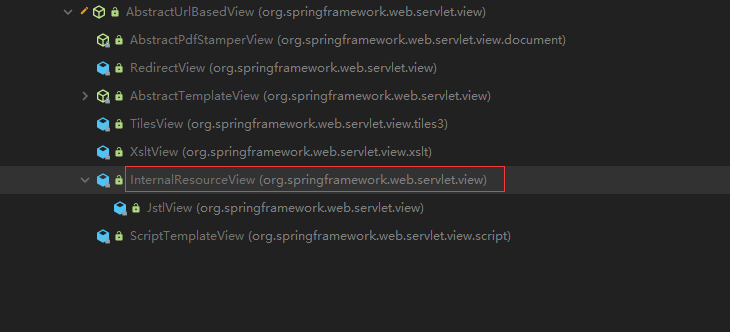 AbstractUrlBasedView (org.springframework.web.servlet.view)
AbstractPdfStamperView (org.springframework.web.servlet.view.document)
RedirectView (org.springframework.web.servlet.view)
AbstractTemplateView (org.springframework.web.servlet.view)
TilesView (org.springframework.web.servlet.view.tiles3)
XsltView (org.springframework.web.servlet.view.xslt)
InternalResourceView (org.springframework.web.servlet.view)
JstlView (org.springframework.web.servlet.view)
ScriptTemplateView (org.springframework.web.servlet.view.script)